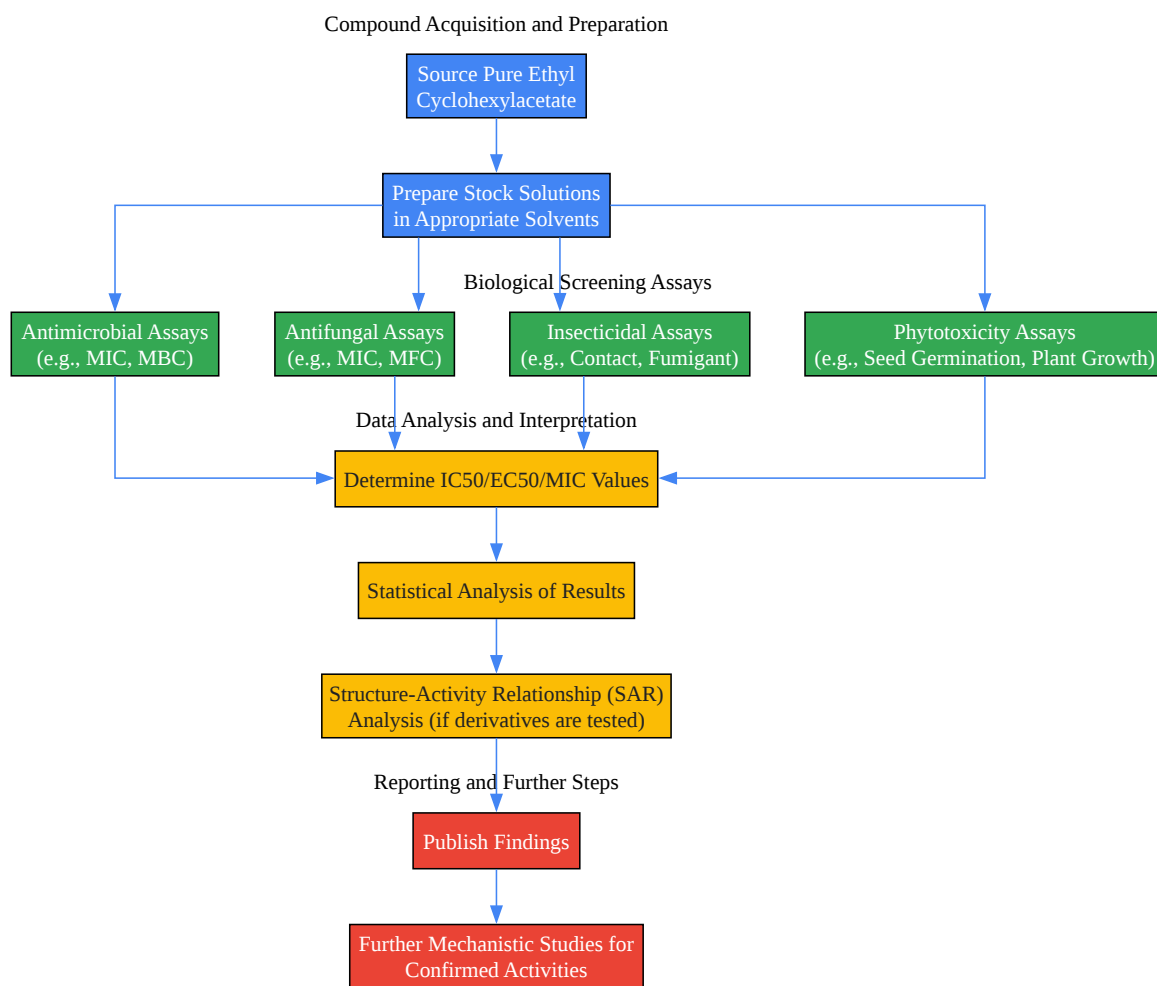 Compound Acquisition and Preparation
Source Pure Ethyl
Cyclohexylacetate
Prepare Stock Solutions
in Appropriate Solvents
Biological Screening Assays
Antimicrobial Assays
(e.g., MIC, MBC)
Antifungal Assays
(e.g., MIC, MFC)
Insecticidal Assays
(e.g., Contact, Fumigant)
Phytotoxicity Assays
(e.g., Seed Germination, Plant Growth)
Data Analysis and Interpretation
Determine IC50/EC50/MIC Values
Statistical Analysis of Results
Structure-Activity Relationship (SAR)
Analysis (if derivatives are tested)
Reporting and Further Steps
Publish Findings
Further Mechanistic Studies for
Confirmed Activities